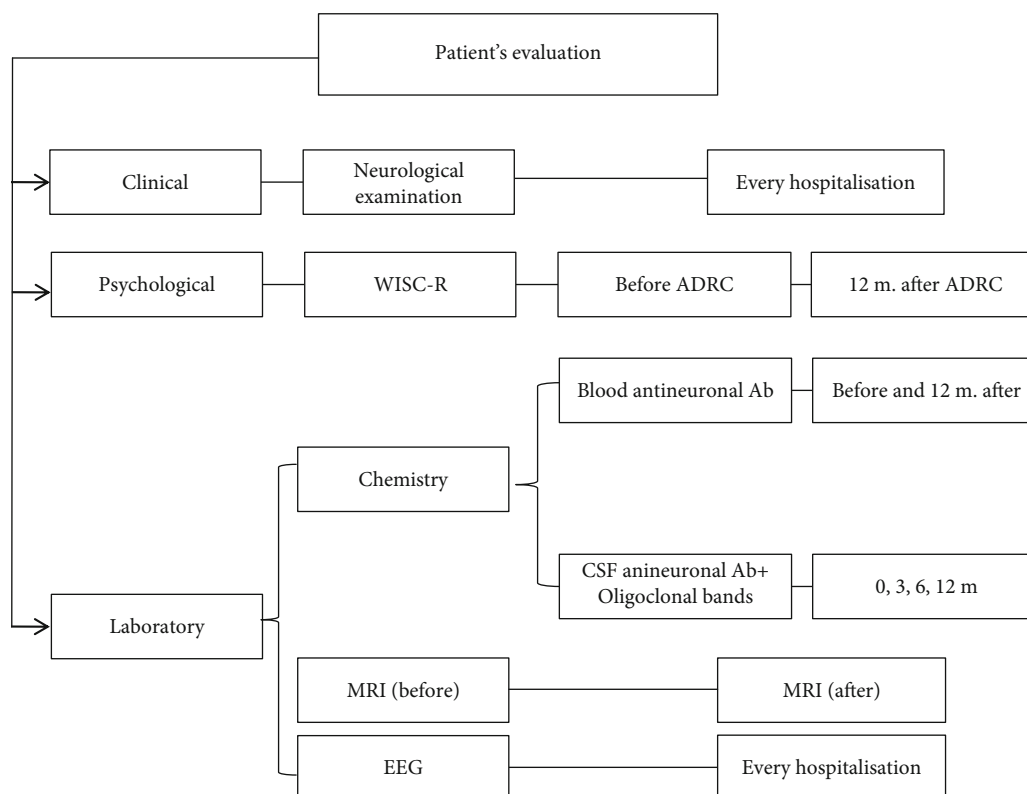 Patient's evaluation
Clinical
Neurological
examination
Every hospitalisation
Psychological
WISC-R
Before ADRC
12 m. after ADRC
Blood antineuronal Ab
Before and 12 m. after
Chemistry
CSF anineuronal Ab+
Oligoclonal bands
0, 3, 6, 12 m
Laboratory
MRI (before)
MRI (after)
EEG
Every hospitalisation